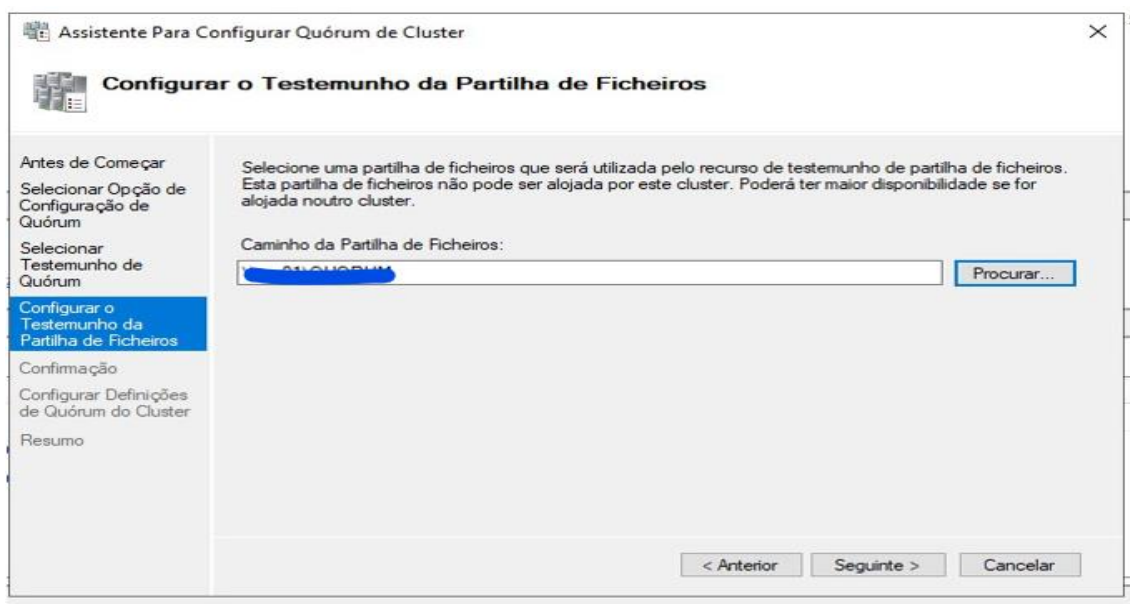 Assistente Para Configurar Quórum de Cluster
Configurar o Testemunho da Partilha de Ficheiros
Antes de Começar
Selecionar Opção de
Configuração de
Quórum
Selecionar
Testemunho de
Quórum
Configurar o
Testemunho da
Partilha de Ficheiros
Confirmação
Configurar Definições
de Quórum do Cluster
Resumo
Selecione uma partilha de ficheiros que será utilizada pelo recurso de testemunho de partilha de ficheiros.
Esta partilha de ficheiros não pode ser alojada por este cluster. Poderá ter maior disponibilidade se for
alojada noutro cluster.
Caminho da Partilha de Ficheiros:
Procurar...
< Anterior
Seguinte >
Cancelar